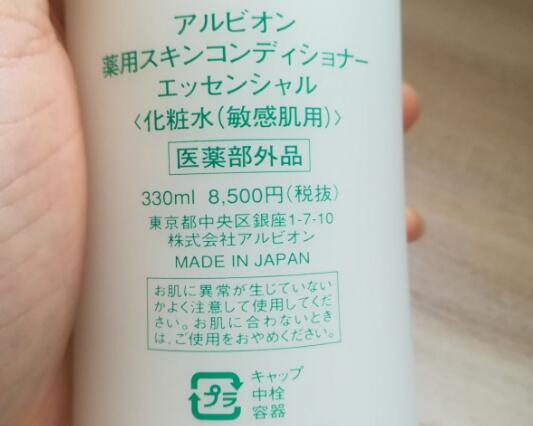 アルビオン
薬用スキンコンディショナー
エッセンシャル
〈化粧水(敏感肌用)〉
医薬部外品
330ml 8,500円(税抜)
東京都中央区銀座1-7-10
株式会社アルビオン
MADE IN JAPAN
お肌に異常が生じていない
かよく注意して使用してくだ
さい。お肌に合わないとき
は、ご使用をおやめください。
プラ
キャップ
中栓
容器